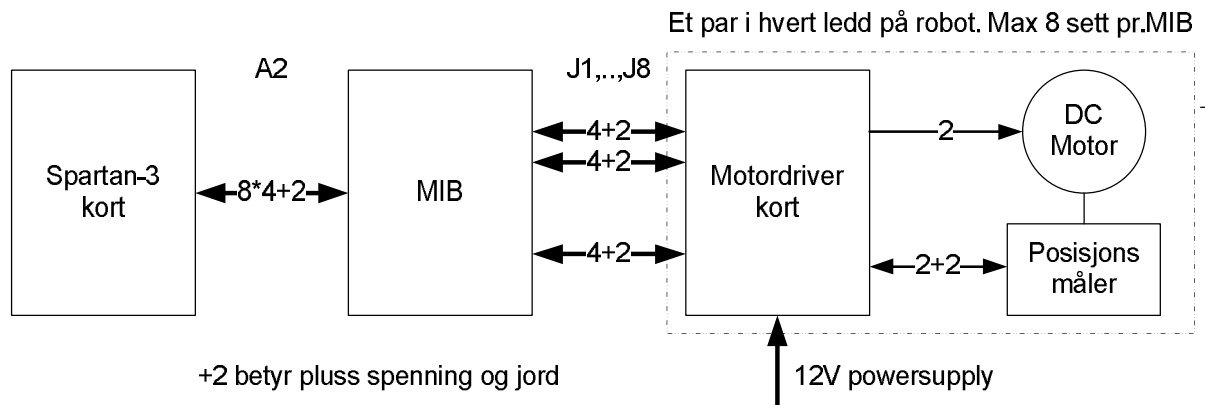 Et par i hvert ledd på robot. Max 8 sett pr.MIB
A2
J1,..,J8
Spartan-3
kort
8*4+2
MIB
4+2
4+2
4+2
Motordriver
kort
2
DC
Motor
2+2
Posisjons
måler
+2 betyr pluss spenning og jord
12V powersupply